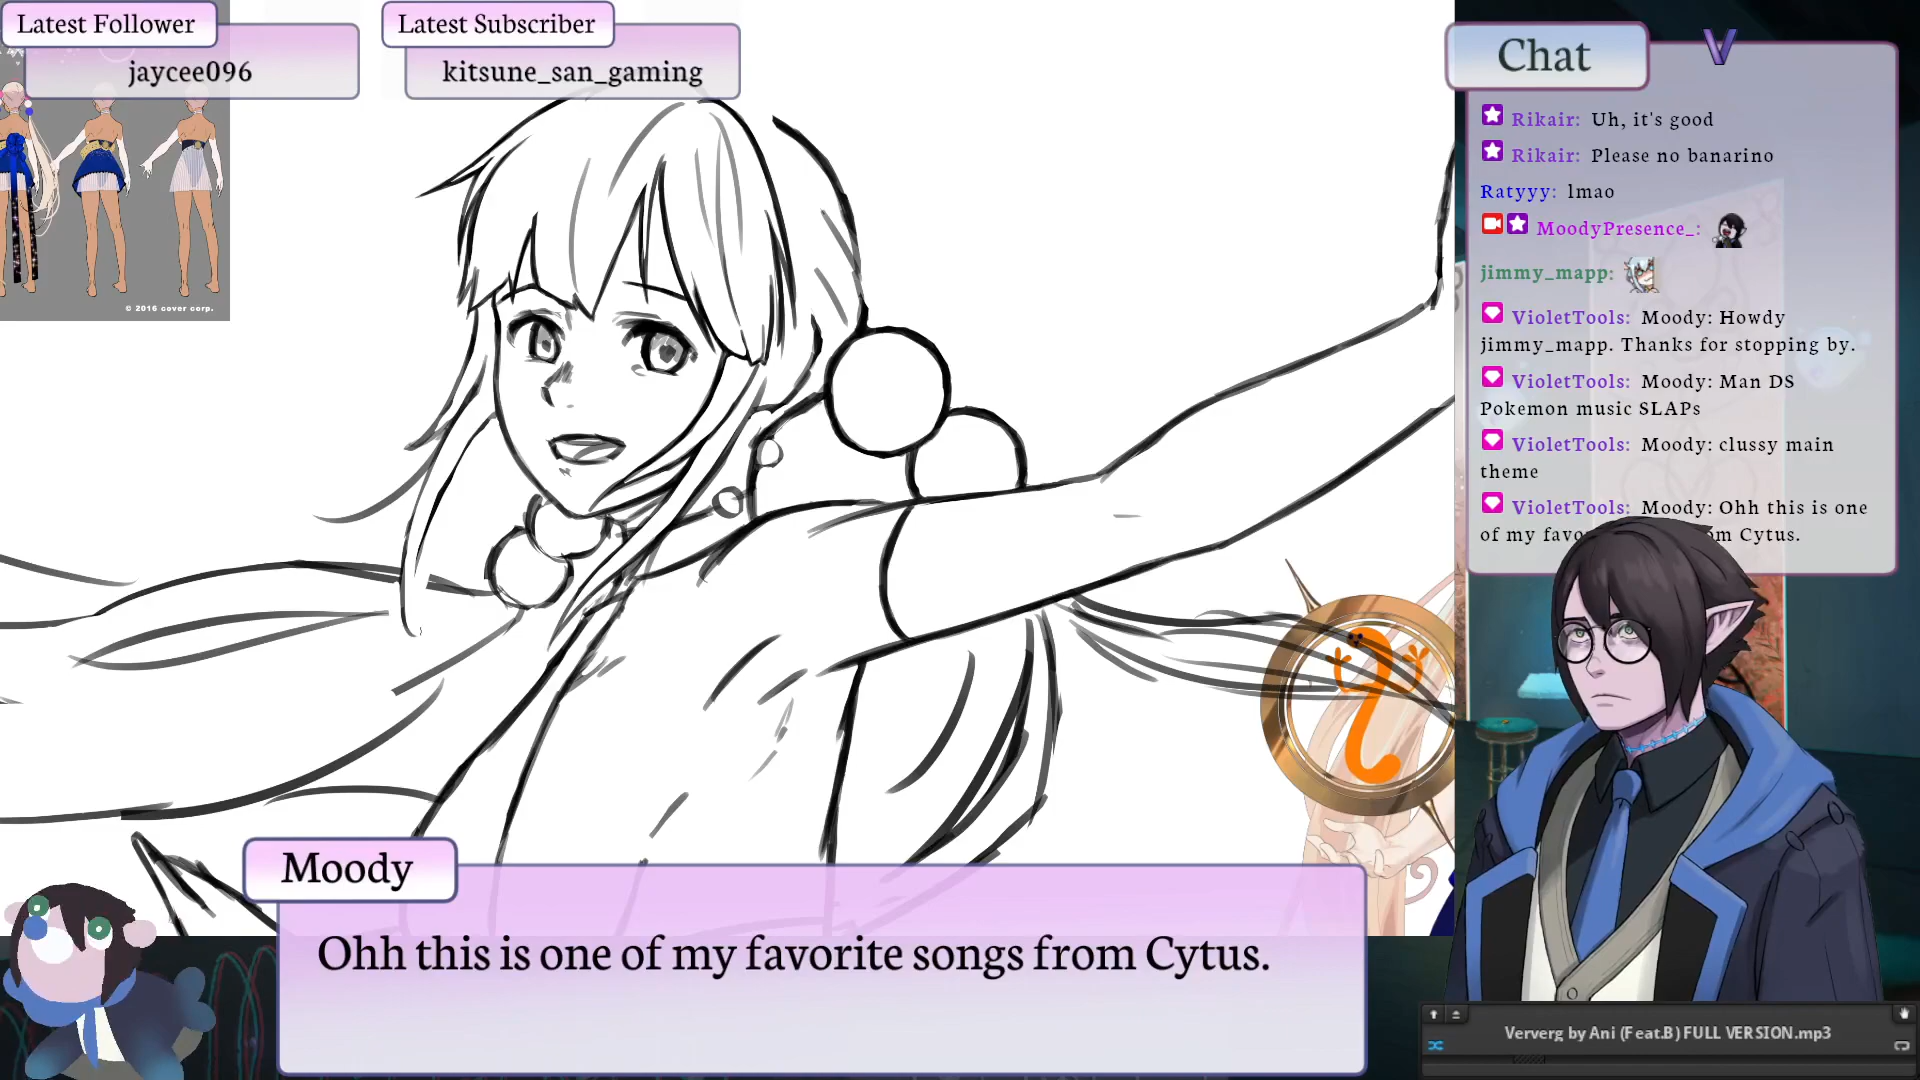 Latest Follower
jaycee096
Latest Subscriber
kitsune_san_gaming
© 2016 cover corp.
Chat
Rikair: Uh, it's good
Rikair: Please no banarino
Ratyyy: lmao
MoodyPresence_:
jimmy_mapp:
VioletTools: Moody: Howdy
jimmy_mapp. Thanks for stopping by.
VioletTools: Moody: Man DS
Pokemon music SLAPs
VioletTools: Moody: clussy main
theme
VioletTools: Moody: Ohh this is one
of my from Cytus.
Moody
Ohh this is one of my favorite songs from Cytus.
Ververg by Ani (Feat.B) FULL VERSION.mp3